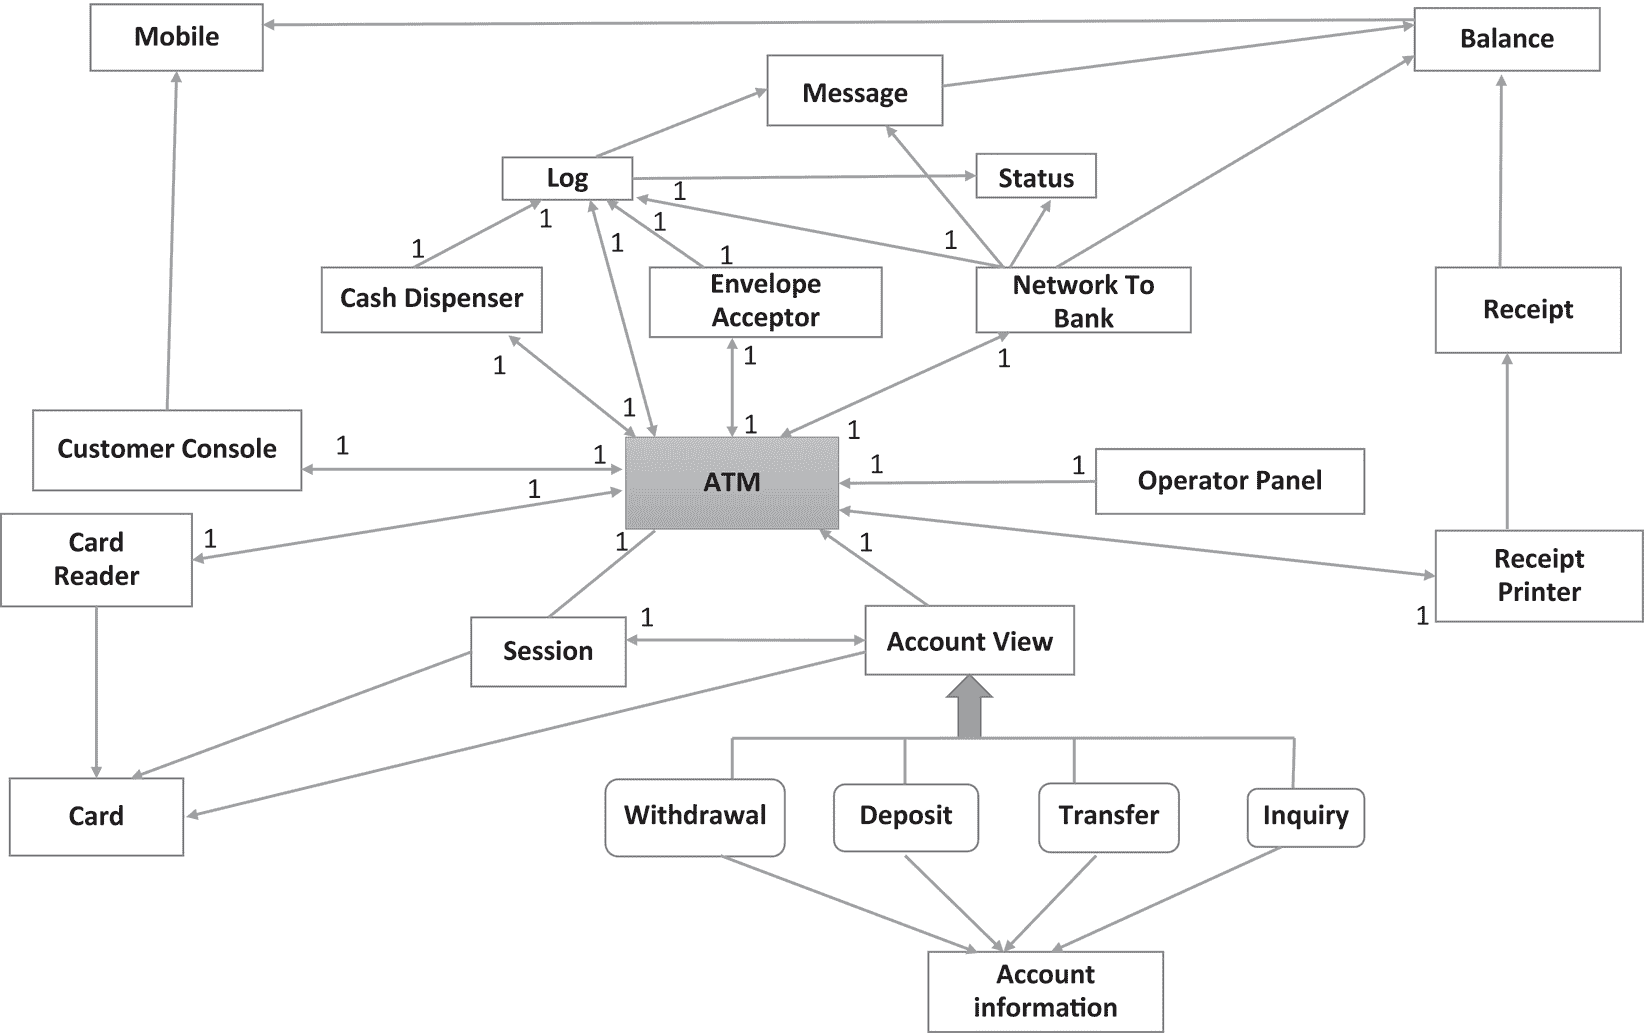 Mobile
Balance
Message
Log
Status
1
1
1
1
1
1
1
1
Cash Dispenser
Envelope
Acceptor
Network To
Bank
Receipt
1
1
1
1
1
1
Customer Console
1
1
ATM
1
1
Operator Panel
1
1
Card
Reader
1
1
Receipt
Printer
1
1
Session
Account View
Withdrawal
Deposit
Transfer
Inquiry
Card
Account
information